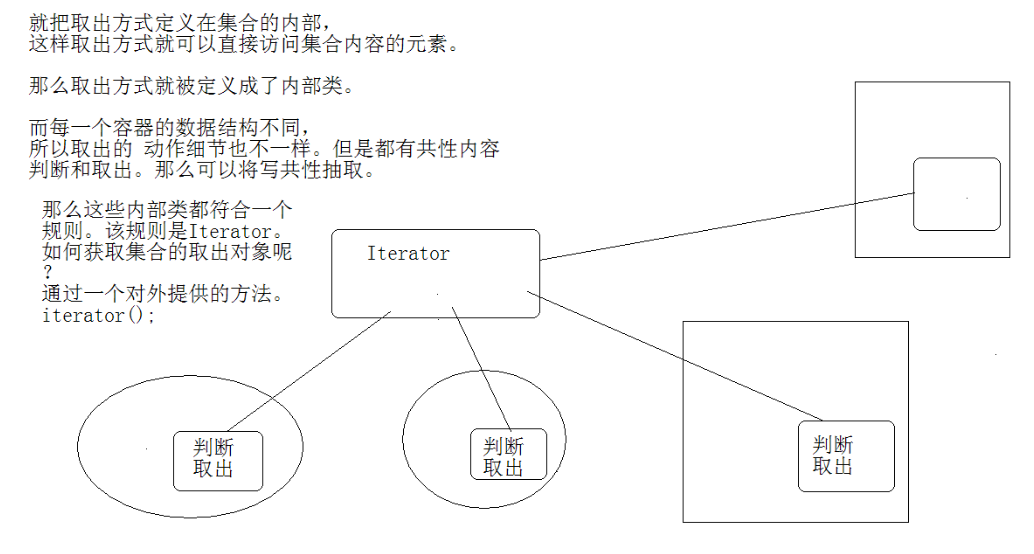 就把取出方式定义在集合的内部，
这样取出方式就可以直接访问集合内容的元素。
那么取出方式就被定义成了内部类。
而每一个容器的数据结构不同，
所以取出的 动作细节也不一样。但是都有共性内容
判断和取出。那么可以将写共性抽取。
那么这些内部类都符合一个
规则。该规则是Iterator。
如何获取集合的取出对象呢
？
通过一个对外提供的方法。
iterator();
Iterator
判断
取出
判断
取出
判断
取出